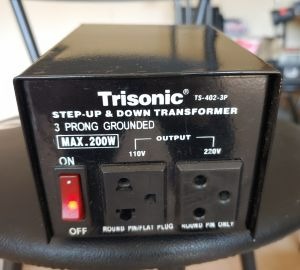 Trisonic®
TS-402-3P
STEP-UP & DOWN TRANSFORMER
3 PRONG GROUNDED
MAX.200W
OUTPUT
110V
220V
ON
OFF
ROUND PIN/FLAT PLUG
ROUND PIN ONLY